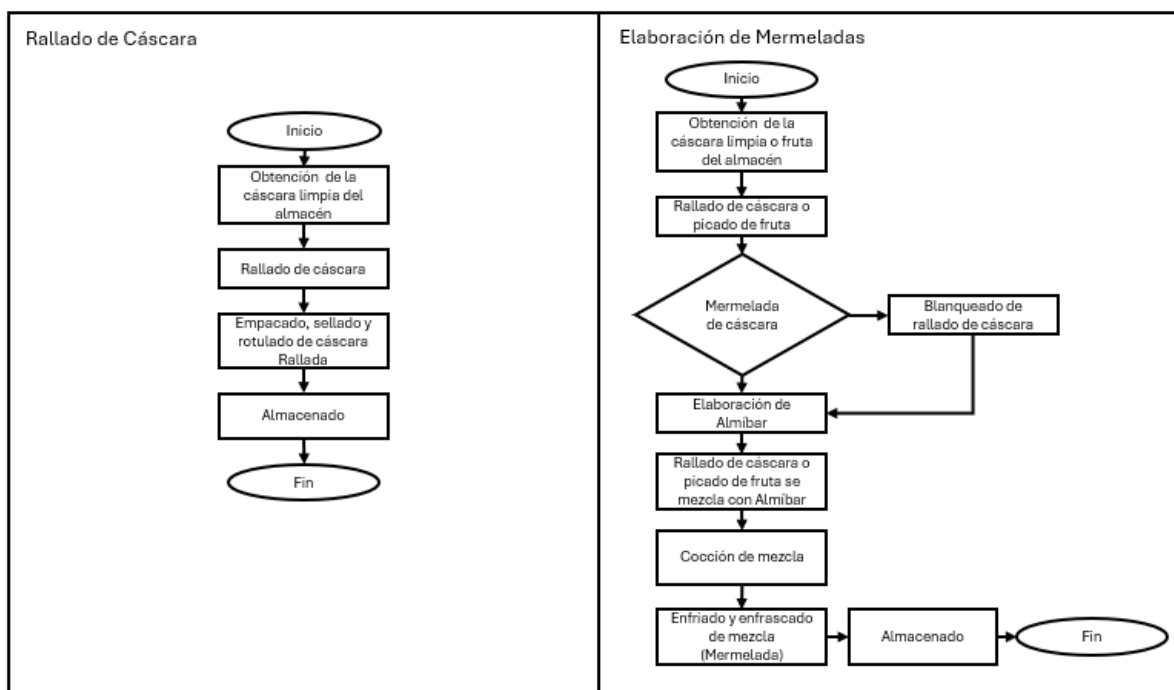 Rallado de Cáscara
Inicio
Obtención de la
cáscara limpia del
almacén
Rallado de cáscara
Empacado, sellado y
rotulado de cáscara
Rallada
Almacenado
Fin
Elaboración de Mermeladas
Inicio
Obtención de la
cáscara limpia o fruta
del almacén
Rallado de cáscara o
picado de fruta
Mermelada
de cáscara
Blanqueado de
rallado de cáscara
Elaboración de
Almíbar
Rallado de cáscara o
picado de fruta se
mezcla con Almíbar
Cocción de mezcla
Enfriado y enfrascado
de mezcla
(Mermelada)
Almacenado
Fin